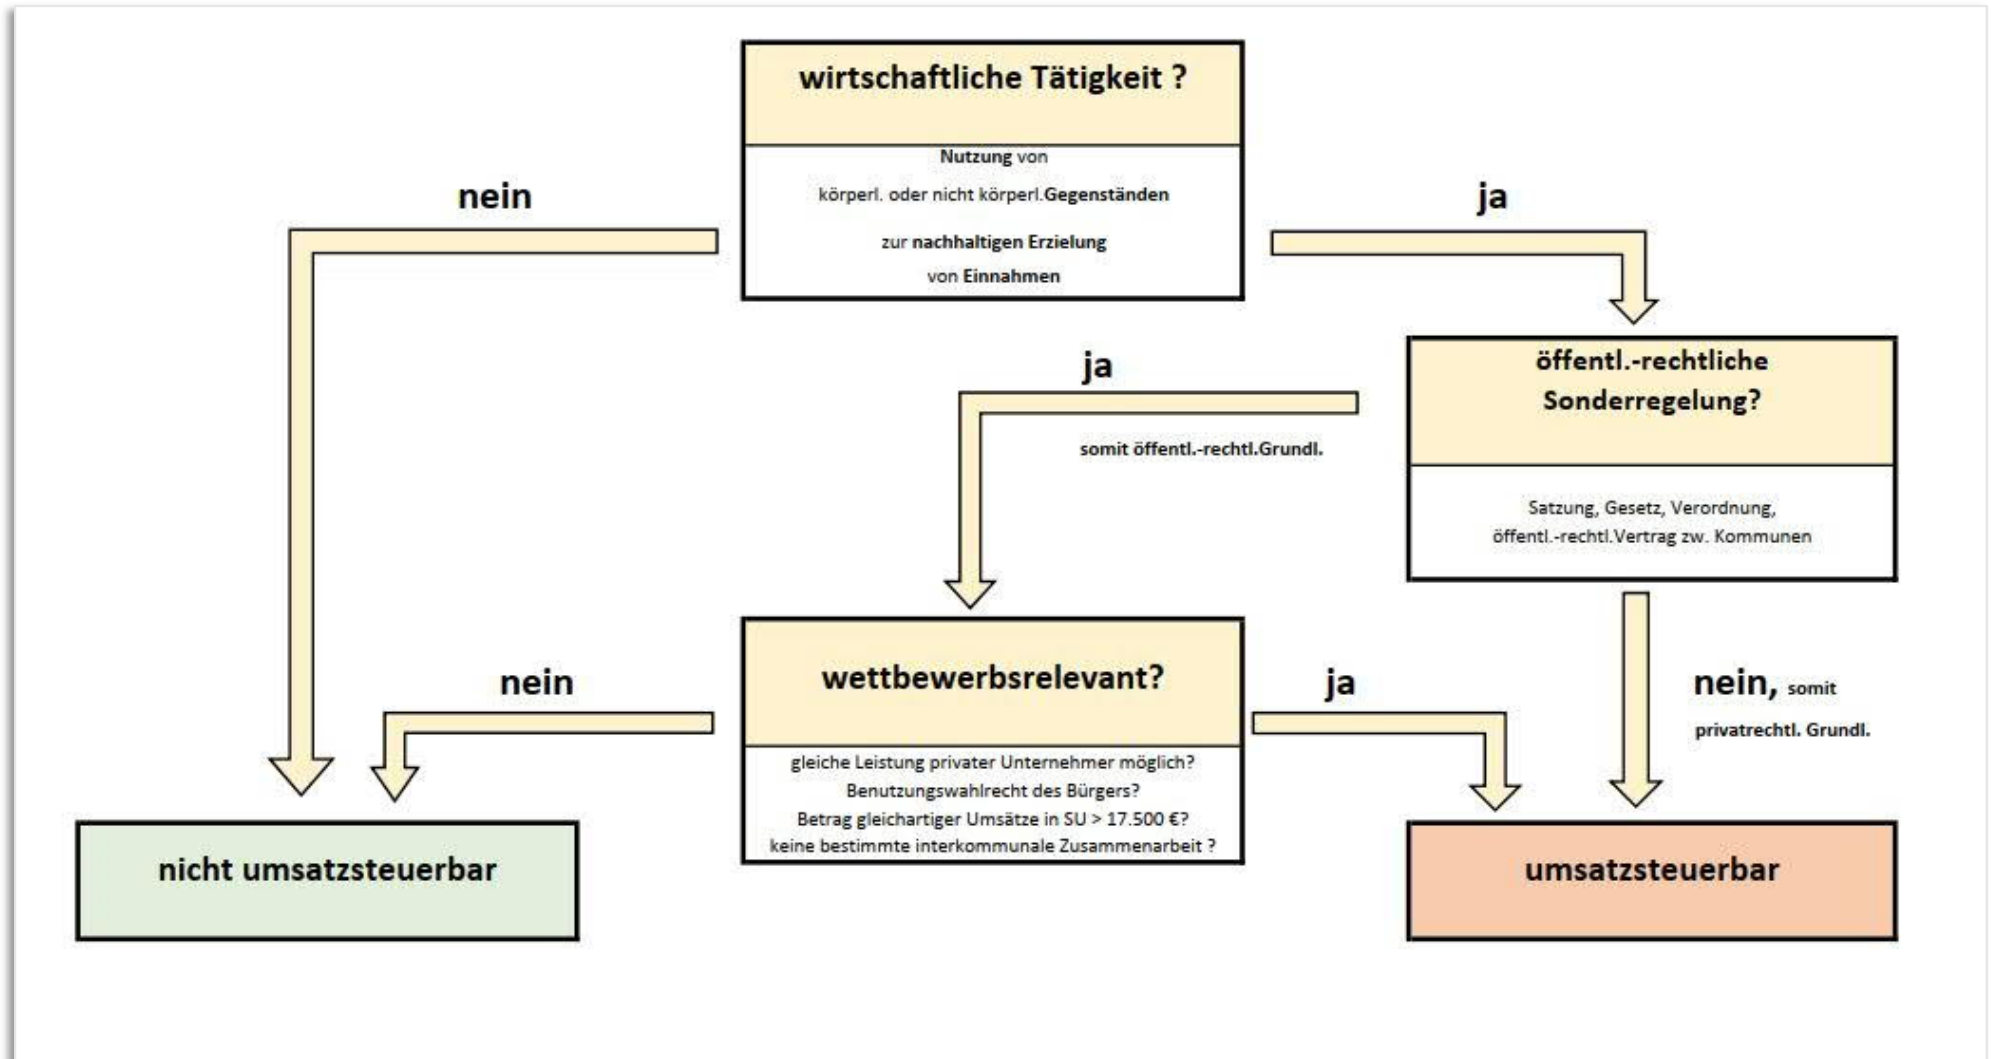 wirtschaftliche Tätigkeit ?
Nutzung von
körperl. oder nicht körperl.Gegenständen
zur nachhaltigen Erzielung
von Einnahmen
nein
ja
öffentl.-rechtliche
Sonderregelung?
Satzung, Gesetz, Verordnung,
öffentl.-rechtl.Vertrag zw. Kommunen
ja
somit öffentl.-rechtl.Grundl.
nein, somit
privatrechtl. Grundl.
wettbewerbsrelevant?
gleiche Leistung privater Unternehmer möglich?
Benutzungswahlrecht des Bürgers?
Betrag gleichartiger Umsätze in SU > 17.500 €?
keine bestimmte interkommunale Zusammenarbeit ?
nein
ja
nicht umsatzsteuerbar
umsatzsteuerbar